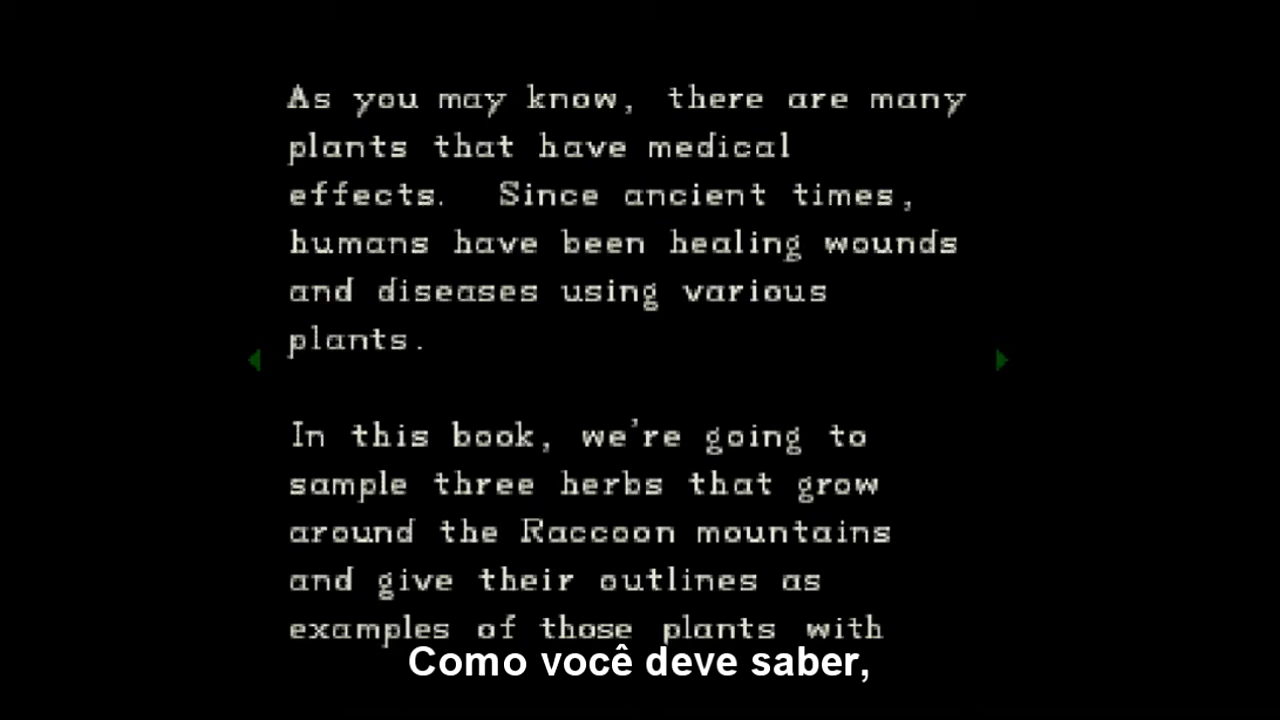 As you may know, there are many
plants that have medical
effects. Since ancient times,
humans have been healing wounds
and diseases using various
plants.
In this book, we're going to
sample three herbs that grow
around the Raccoon mountains
and give their outlines as
examples of those plants with
Como você deve saber,